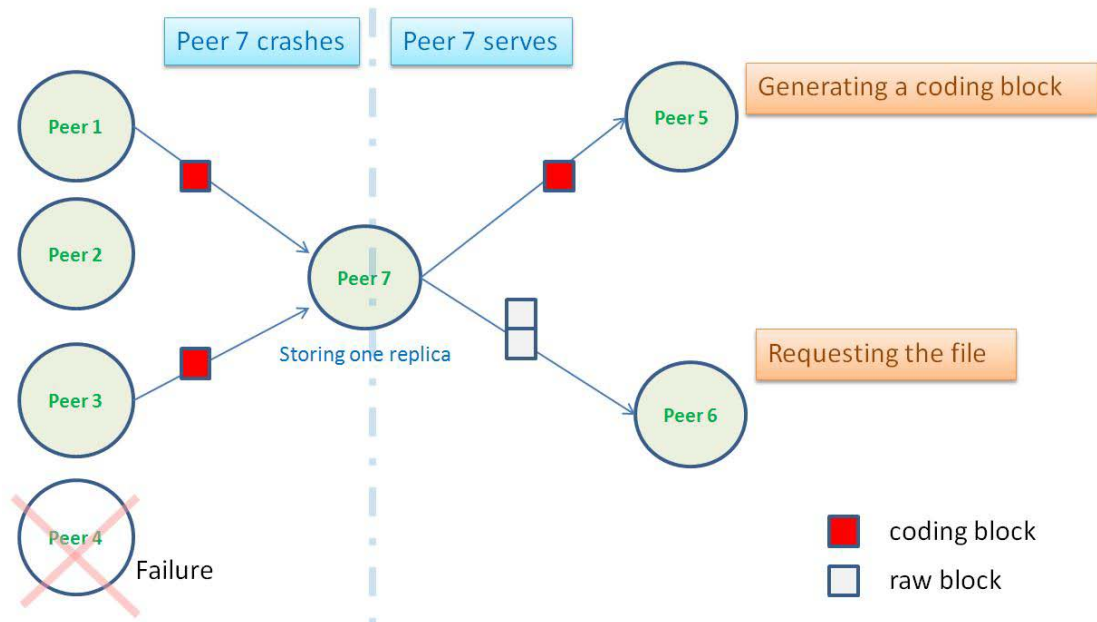 Peer 7 crashes
Peer 7 serves
Generating a coding block
Peer 1
Peer 5
Peer 2
Peer 7
Storing one replica
Requesting the file
Peer 3
Peer 6
Peer 4
Failure
coding block
raw block